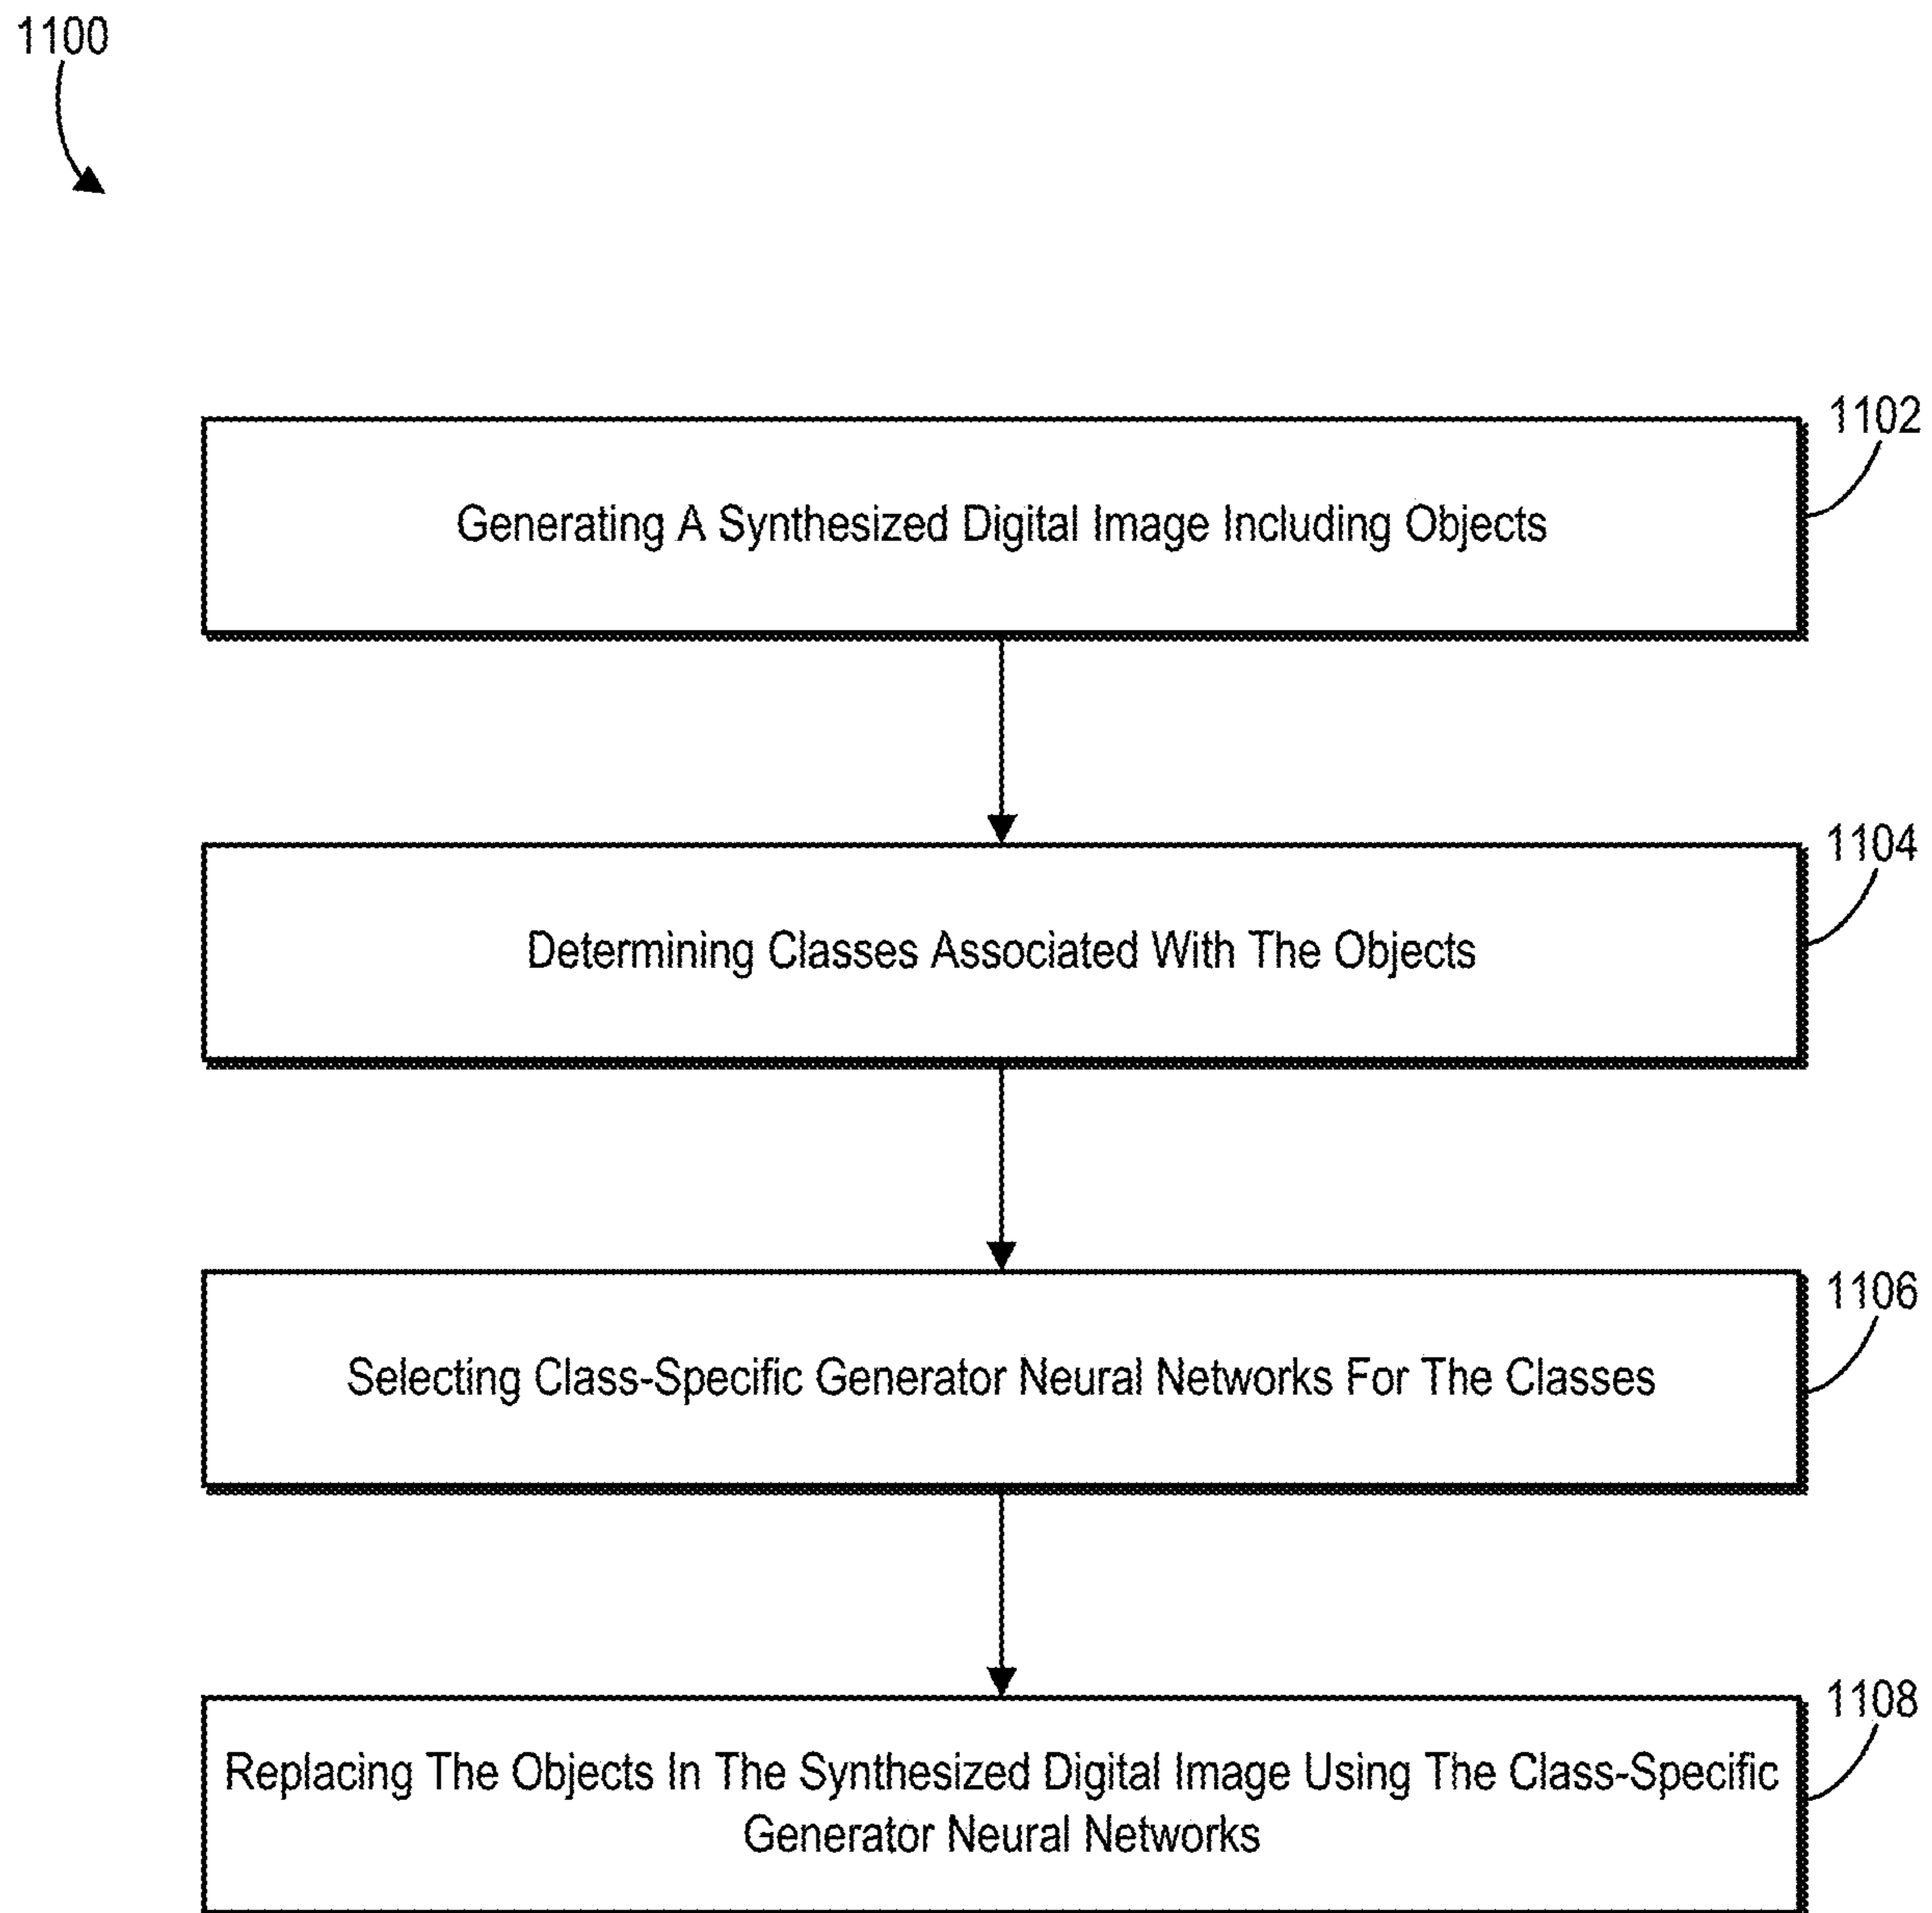 1100
1102
Generating A Synthesized Digital Image Including Objects
1104
Determining Classes Associated With The Objects
1106
Selecting Class-Specific Generator Neural Networks For The Classes
1108
Replacing The Objects In The Synthesized Digital Image Using The Class-Specific
Generator Neural Networks